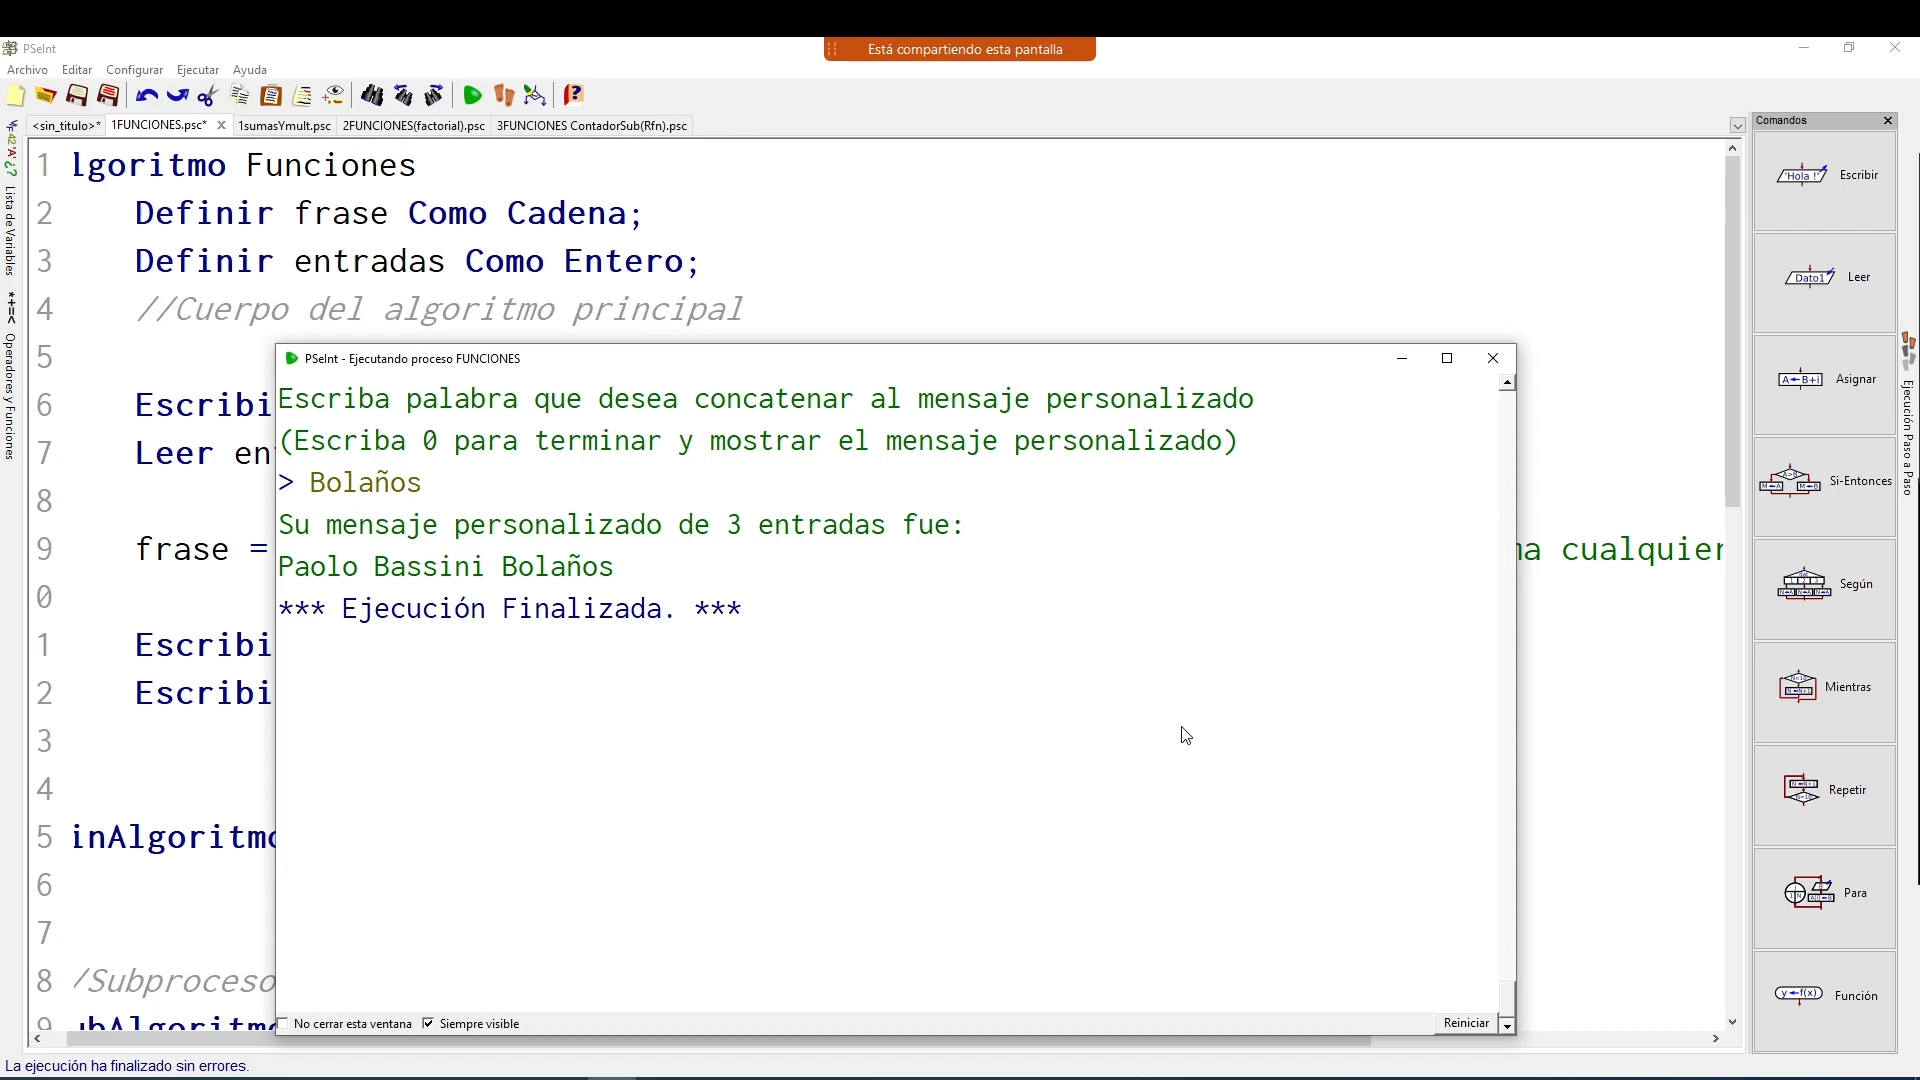 Está compartiendo esta pantalla
PSeInt
Archivo Editar Configurar Ejecutar Ayuda
<sin_titulo>* 1FUNCIONES.psc* 1sumasYmult.psc 2FUNCIONES(factorial).psc 3FUNCIONES ContadorSub(Rfn).psc
Lista de Variables
Operadores y Funciones
1 lgoritmo Funciones
2 Definir frase Como Cadena;
3 Definir entradas Como Entero;
4 //Cuerpo del algoritmo principal
5
6 Escribi
7 Leer en
8
9 frase = na cualquier
0
1 Escribi
2 Escribi
3
4
5 inAlgoritmo
6
7
8 /Subproceso
9 ubAlgoritmo
PSeInt - Ejecutando proceso FUNCIONES
Escriba palabra que desea concatenar al mensaje personalizado
(Escriba 0 para terminar y mostrar el mensaje personalizado)
> Bolaños
Su mensaje personalizado de 3 entradas fue:
Paolo Bassini Bolaños
*** Ejecución Finalizada. ***
No cerrar esta ventana Siempre visible Reiniciar
Comandos
'Hola !' Escribir
Dato1 Leer
A←B+i Asignar
Si-Entonces
Según
Mientras
Repetir
Para
y←f(x) Función
Ejecución Paso a Paso
La ejecución ha finalizado sin errores.